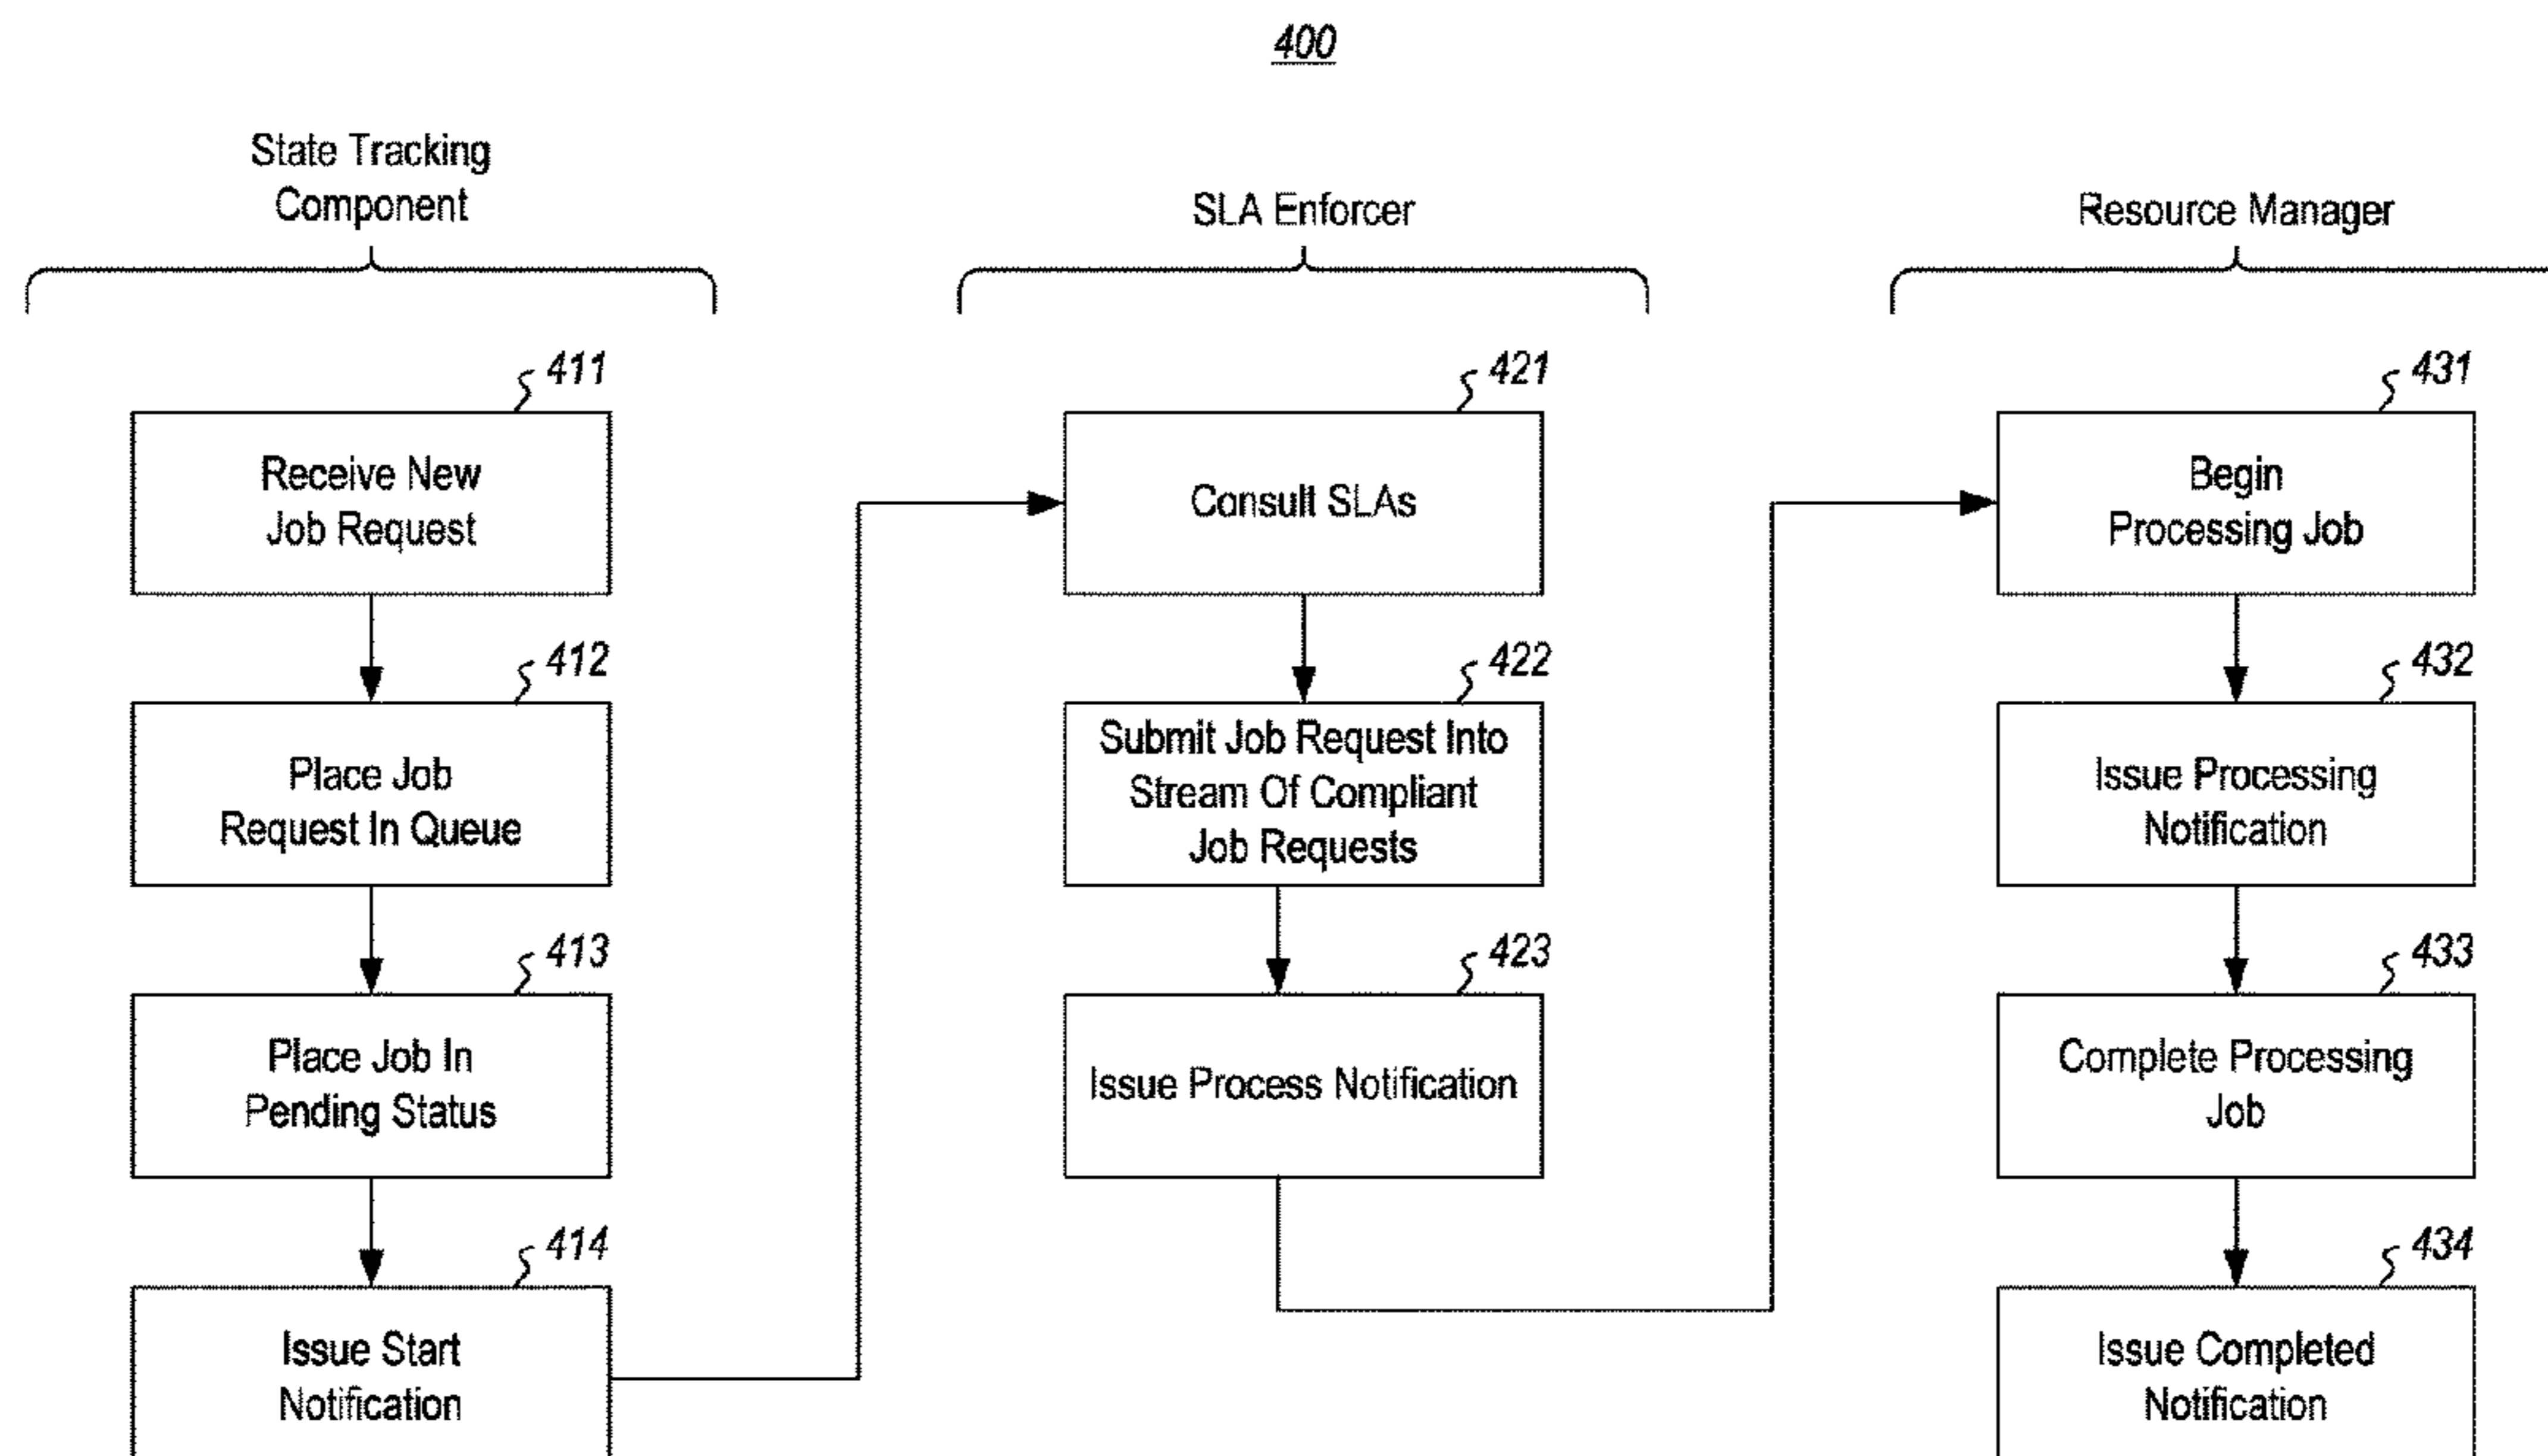 400
State Tracking
Component
SLA Enforcer
Resource Manager
411
Receive New
Job Request
412
Place Job
Request In Queue
413
Place Job In
Pending Status
414
Issue Start
Notification
421
Consult SLAs
422
Submit Job Request Into
Stream Of Compliant
Job Requests
423
Issue Process Notification
431
Begin
Processing Job
432
Issue Processing
Notification
433
Complete Processing
Job
434
Issue Completed
Notification